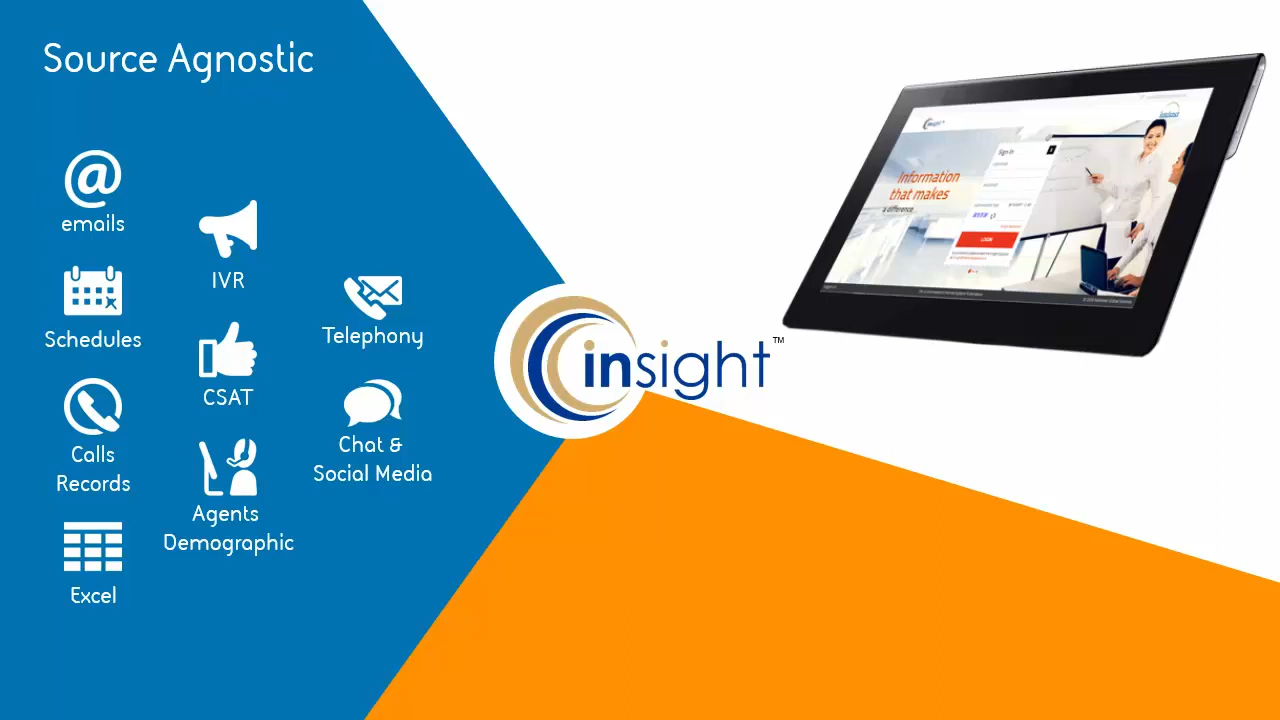 Source Agnostic
emails
Schedules
Calls
Records
Excel
IVR
CSAT
Agents
Demographic
Telephony
Chat &
Social Media
insight™
insight
Sign In
Information
that makes
a difference
LOGIN